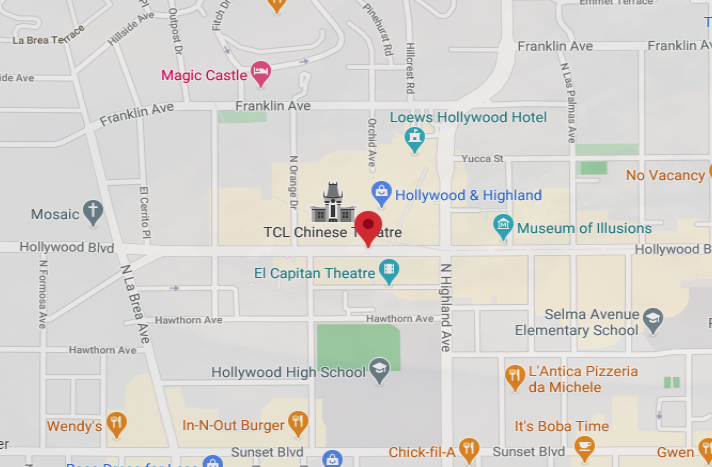 Emmet Terrace
Outpost Dr
Fitch Dr
Pinehurst Rd
Hillside Ave
La Brea Terrace
Hillcrest Rd
Franklin Ave
Franklin Ave
Magic Castle
N Las Palmas Ave
Franklin Ave
Franklin Ave
Loews Hollywood Hotel
Orchid Ave
Yucca St
N Orange Dr
No Vacancy
El Cerrito Pl
Hollywood & Highland
Mosaic
TCL Chinese Theatre
Museum of Illusions
Hollywood Blvd
Hollywood B
El Capitan Theatre
N Formosa Ave
N La Brea Ave
N Highland Ave
Hawthorn Ave
Hawthorn Ave
Selma Avenue
Elementary School
Hawthorn Ave
Hollywood High School
L'Antica Pizzeria
da Michele
Wendy's
In-N-Out Burger
It's Boba Time
Sunset Blvd
Chick-fil-A
Sunset Blvd
Gwen